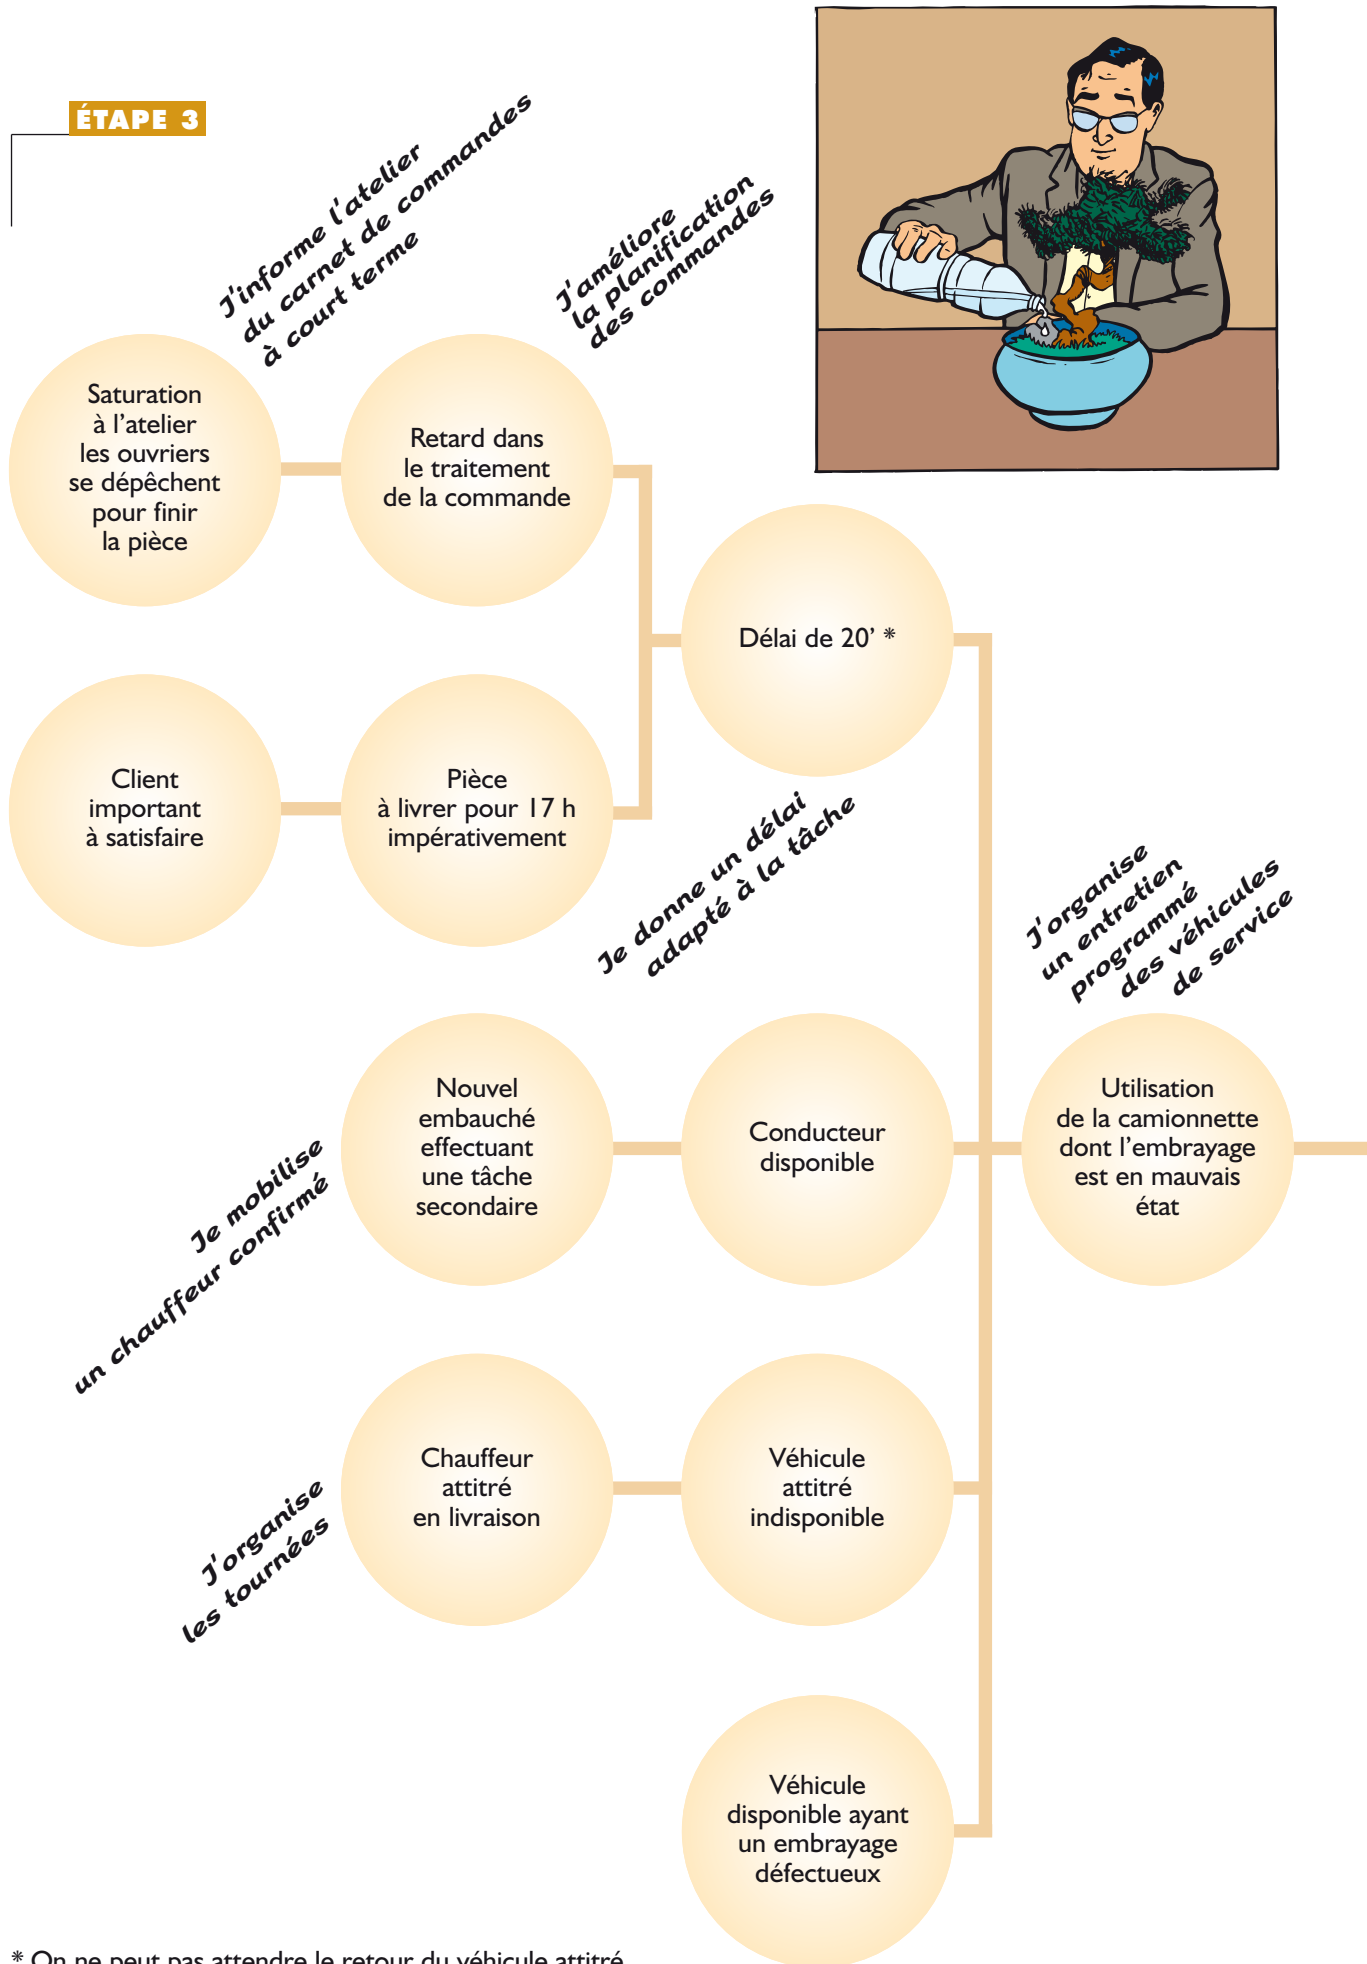 ÉTAPE 3
J'informe l'atelier
du carnet de commandes
à court terme
J'améliore
la planification
des commandes
Saturation
à l'atelier
les ouvriers
se dépêchent
pour finir
la pièce
Retard dans
le traitement
de la commande
Délai de 20' *
Client
important
à satisfaire
Pièce
à livrer pour 17 h
impérativement
Je donne un délai
adapté à la tâche
J'organise
un entretien
programmé
des véhicules
de service
Nouvel
embauché
effectuant
une tâche
secondaire
Conducteur
disponible
Utilisation
de la camionnette
dont l'embrayage
est en mauvais
état
Je mobilise
un chauffeur confirmé
Chauffeur
attitré
en livraison
Véhicule
attitré
indisponible
J'organise
les tournées
Véhicule
disponible ayant
un embrayage
défectueux
* On ne peut pas attendre le retour du véhicule attitré